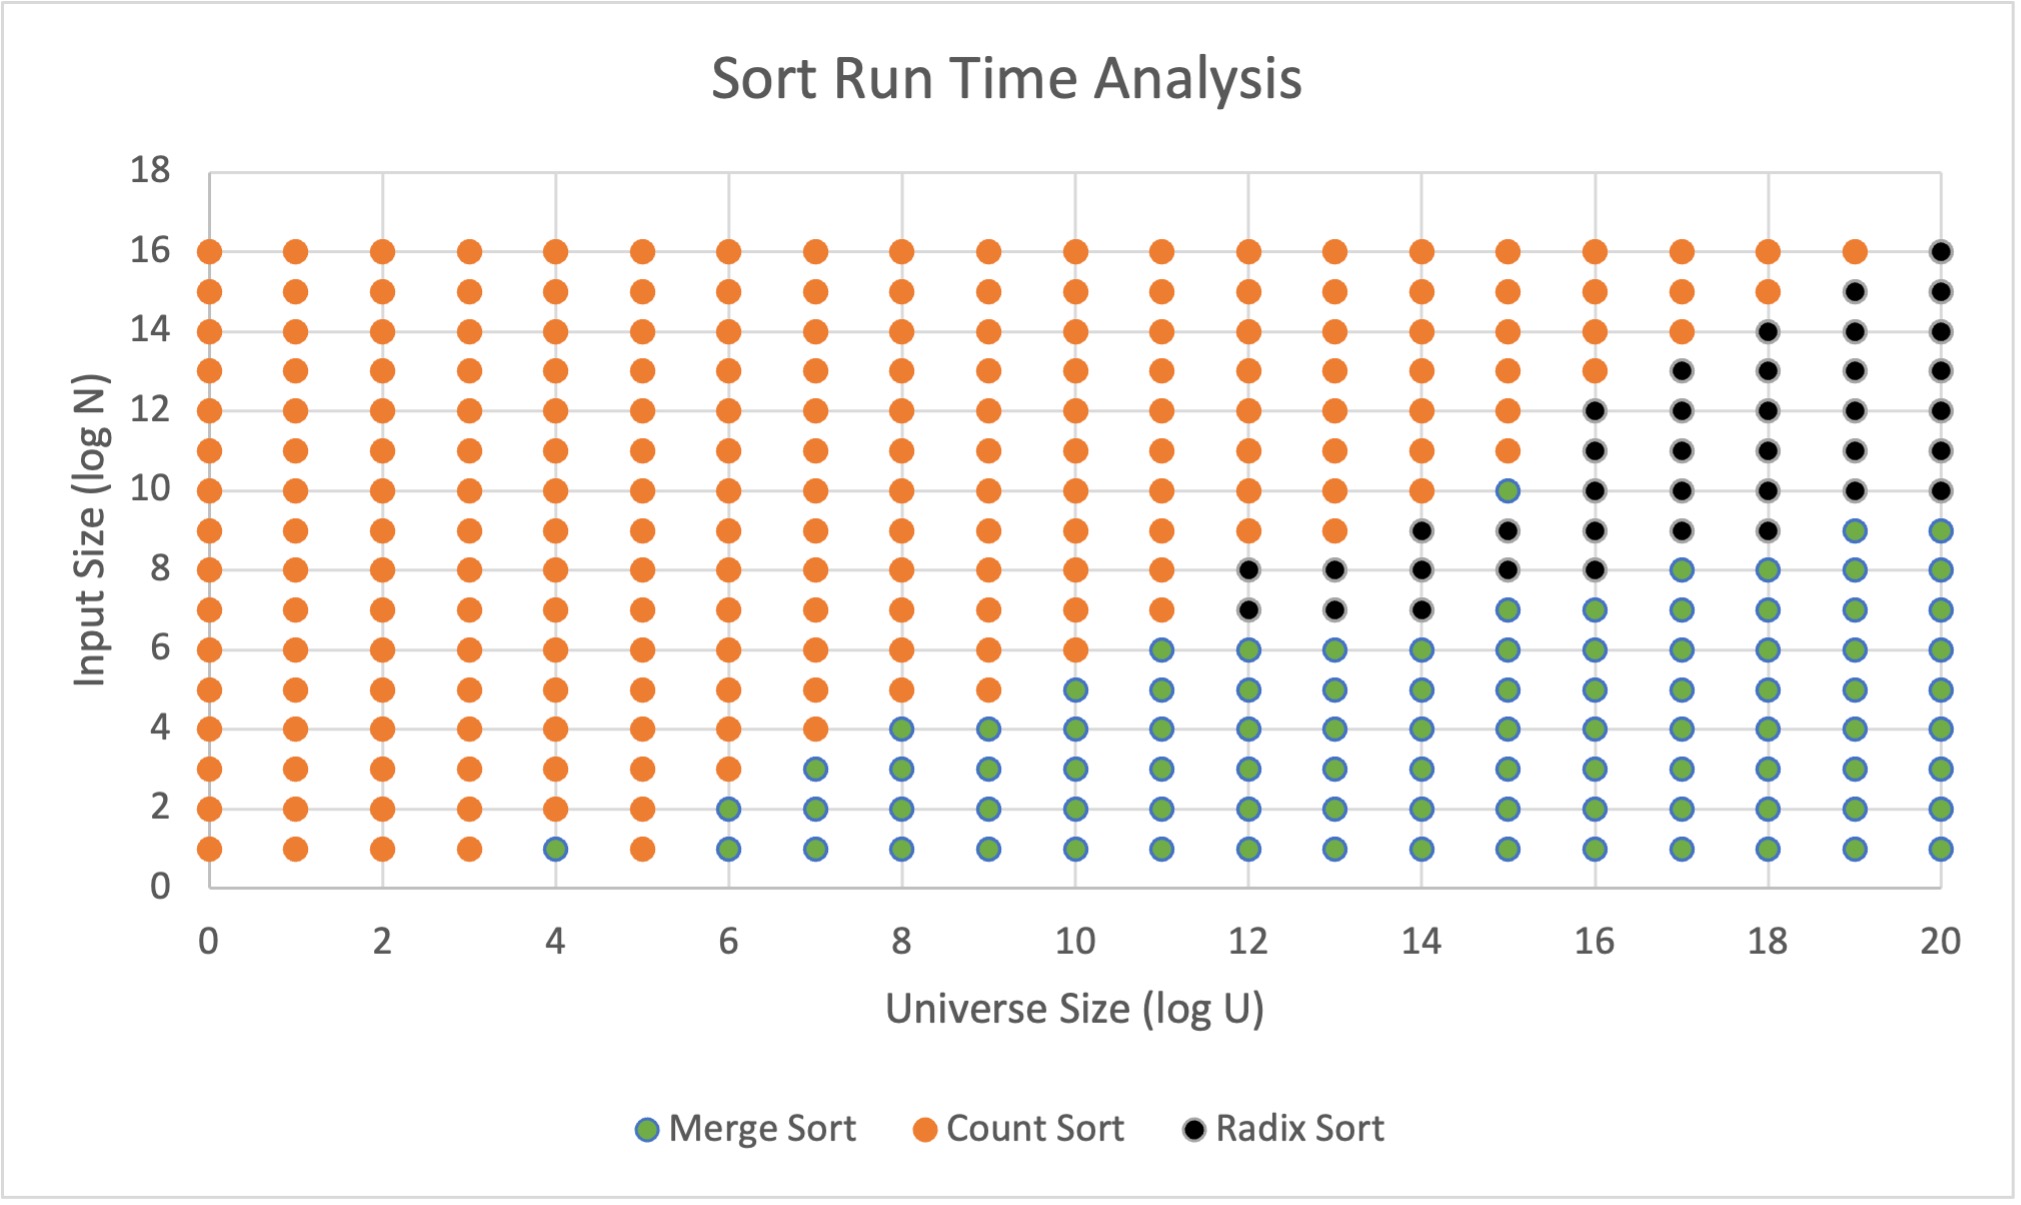 Sort Run Time Analysis
18
16
14
12
10
8
6
4
2
0
Input Size (log N)
0 2 4 6 8 10 12 14 16 18 20
Universe Size (log U)
Merge Sort Count Sort Radix Sort